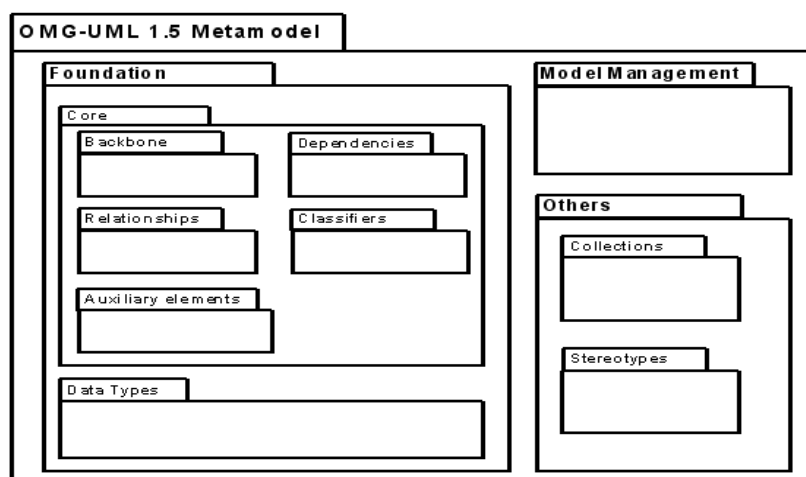 OMG-UML 1.5 Metamodel
Foundation
Core
Backbone
Dependencies
Relationships
Classifiers
Auxiliary elements
Data Types
Model Management
Others
Collections
Stereotypes